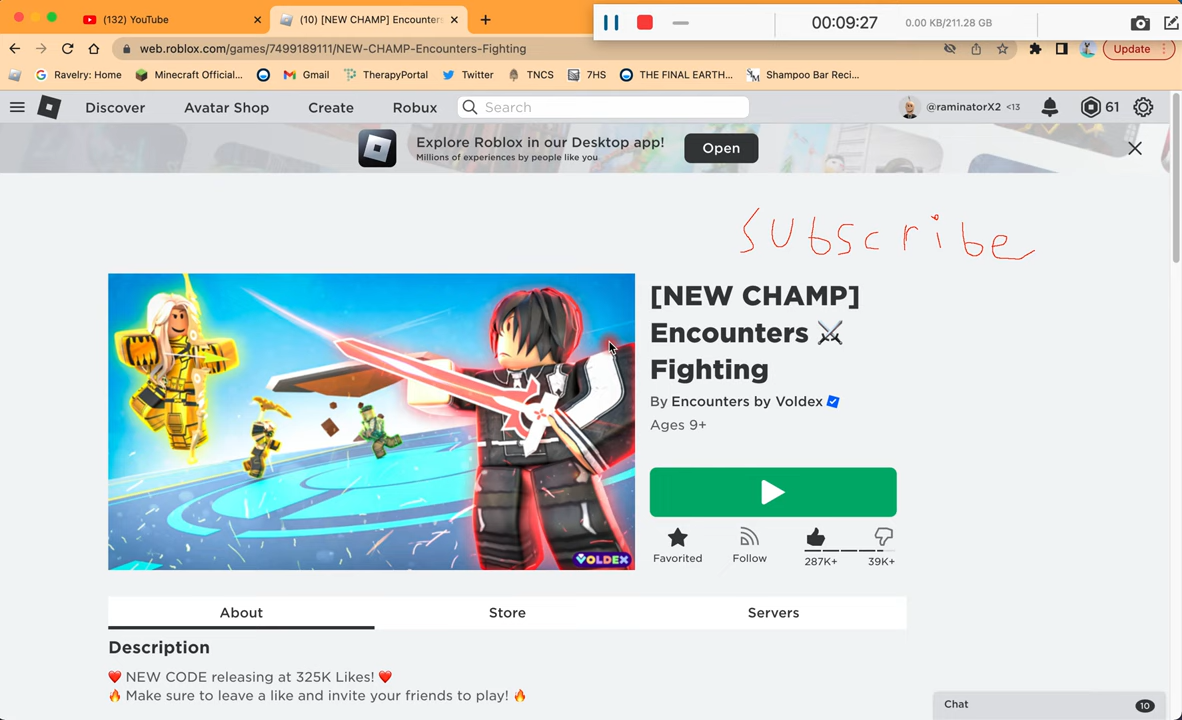 (132) YouTube
(10) [NEW CHAMP] Encounters
00:09:27
0.00 KB/211.28 GB
web.roblox.com/games/7499189111/NEW-CHAMP-Encounters-Fighting
Update
Ravelry: Home
Minecraft Official...
Gmail
TherapyPortal
Twitter
TNCS
7HS
THE FINAL EARTH...
Shampoo Bar Reci...
Discover
Avatar Shop
Create
Robux
Search
@raminatorX2 <13
61
Explore Roblox in our Desktop app!
Millions of experiences by people like you
Open
subscribe
[NEW CHAMP]
Encounters ⚔️
Fighting
By Encounters by Voldex
Ages 9+
VOLDEX
Favorited
Follow
287K+
39K+
About
Store
Servers
Description
❤️ NEW CODE releasing at 325K Likes! ❤️
🔥 Make sure to leave a like and invite your friends to play! 🔥
Chat
10